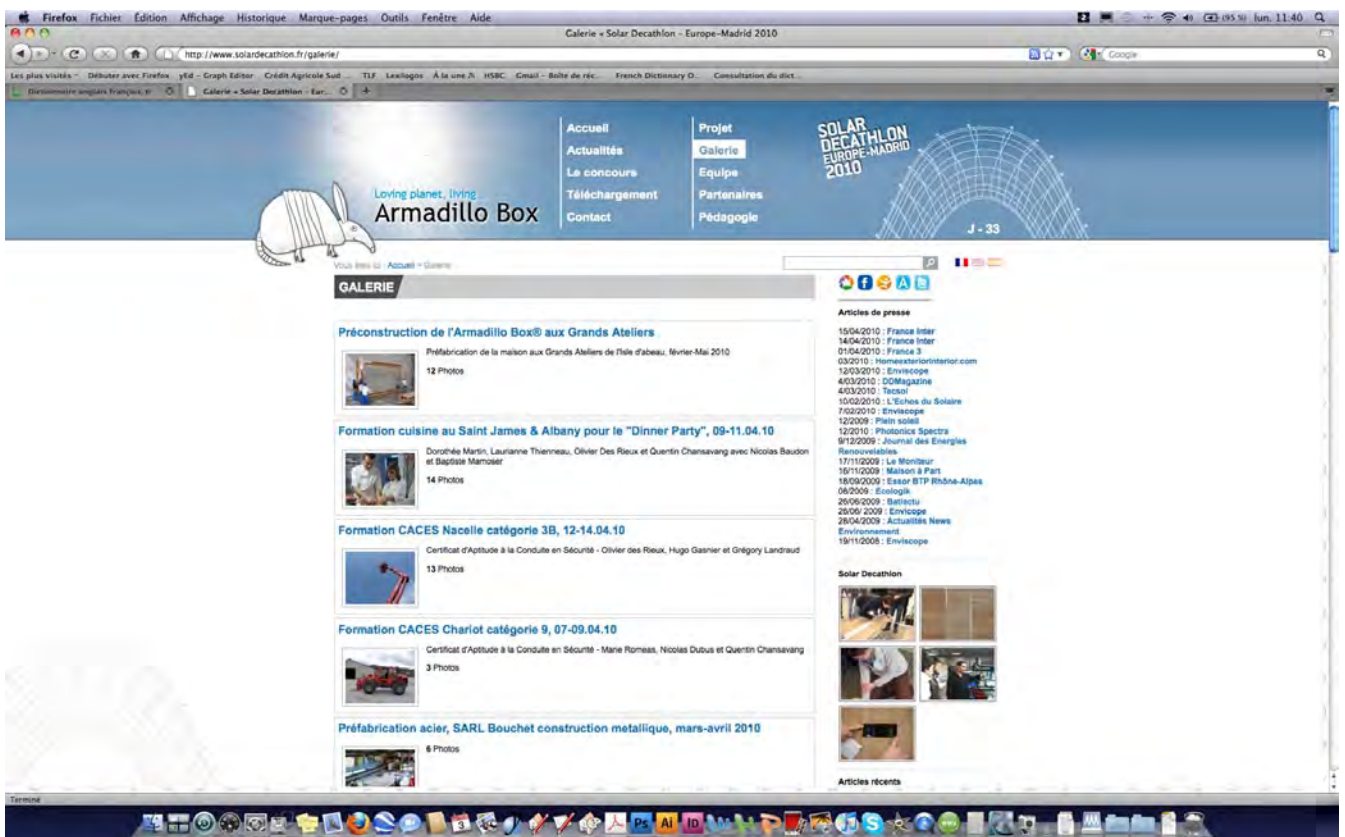 Firefox Fichier Édition Affichage Historique Marque-pages Outils Fenêtre Aide
(95 %) lun. 11:40
Galerie « Solar Decathlon – Europe-Madrid 2010
http://www.solardecathlon.fr/galerie/
Google
Les plus visités Débuter avec Firefox yEd – Graph Editor Crédit Agricole Sud ... TLF Lexilogos À la une HSBC Gmail – Boîte de réc... French Dictionary O... Consultation du dict...
Dictionnaire anglais français
Galerie « Solar Decathlon – Eur...
Accueil
Actualités
Le concours
Téléchargement
Contact
Projet
Galerie
Equipe
Partenaires
Pédagogie
SOLAR
DECATHLON
EUROPE-MADRID
2010
J - 33
Loving planet, living
Armadillo Box
Vous êtes ici : Accueil > Galerie
GALERIE
Préconstruction de l'Armadillo Box® aux Grands Ateliers
Préfabrication de la maison aux Grands Ateliers de l'Isle d'abeau, février-Mai 2010
12 Photos
Formation cuisine au Saint James & Albany pour le "Dinner Party", 09-11.04.10
Dorothée Martin, Laurianne Thienneau, Olivier Des Rieux et Quentin Chansavang avec Nicolas Baudon
et Baptiste Mamoser
14 Photos
Formation CACES Nacelle catégorie 3B, 12-14.04.10
Certificat d'Aptitude à la Conduite en Sécurité - Olivier des Rieux, Hugo Gasnier et Grégory Landraud
13 Photos
Formation CACES Chariot catégorie 9, 07-09.04.10
Certificat d'Aptitude à la Conduite en Sécurité - Marie Romeas, Nicolas Dubus et Quentin Chansavang
3 Photos
Préfabrication acier, SARL Bouchet construction metallique, mars-avril 2010
6 Photos
Articles de presse
15/04/2010 : France Inter
14/04/2010 : France Inter
01/04/2010 : France 3
03/2010 : Homeexteriorinterior.com
12/03/2010 : Enviscope
4/03/2010 : DDMagazine
4/03/2010 : Tecsol
10/02/2010 : L'Echos du Solaire
7/02/2010 : Enviscope
12/2009 : Plein soleil
12/2010 : Photonics Spectra
9/12/2009 : Journal des Energies
Renouvelables
17/11/2009 : Le Moniteur
16/11/2009 : Maison à Part
18/09/2009 : Essor BTP Rhône-Alpes
08/2009 : Ecologik
26/06/2009 : Batiactu
26/06/ 2009 : Envicope
28/04/2009 : Actualités News
Environnement
19/11/2008 : Enviscope
Solar Decathlon
Articles récents
Terminé
Ps Ai ID